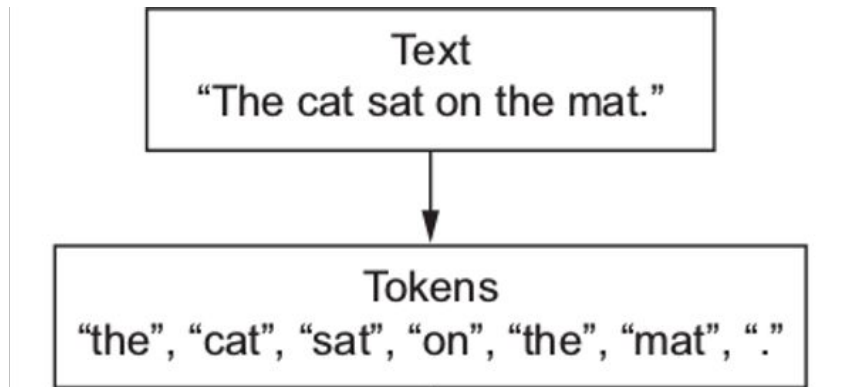 Text
“The cat sat on the mat.”
Tokens
“the”, “cat”, “sat”, “on”, “the”, “mat”, “.”